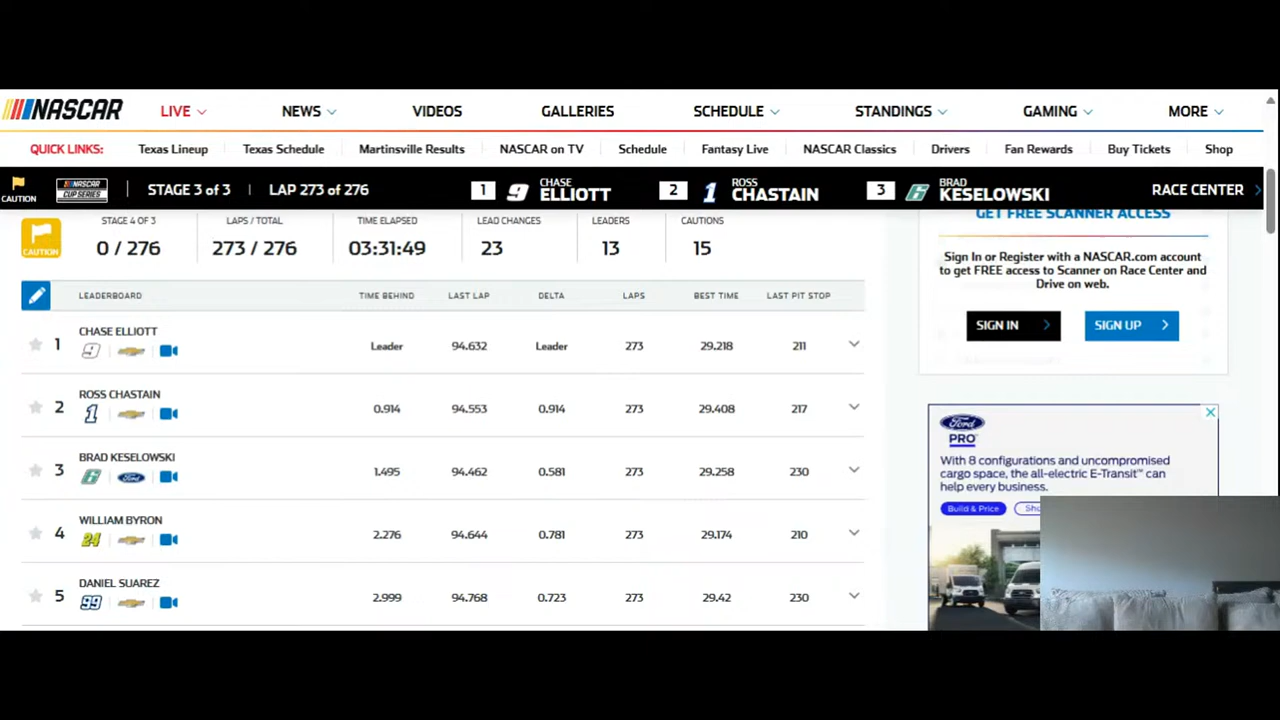 NASCAR
LIVE
NEWS
VIDEOS
GALLERIES
SCHEDULE
STANDINGS
GAMING
MORE
QUICK LINKS:
Texas Lineup
Texas Schedule
Martinsville Results
NASCAR on TV
Schedule
Fantasy Live
NASCAR Classics
Drivers
Fan Rewards
Buy Tickets
Shop
CAUTION
NASCAR
CUP SERIES
STAGE 3 of 3
LAP 273 of 276
1 9 CHASE
ELLIOTT
2 1 ROSS
CHASTAIN
3 6 BRAD
KESELOWSKI
RACE CENTER
CAUTION
STAGE 4 OF 3
0 / 276
LAPS / TOTAL
273 / 276
TIME ELAPSED
03:31:49
LEAD CHANGES
23
LEADERS
13
CAUTIONS
15
LEADERBOARD TIME BEHIND LAST LAP DELTA LAPS BEST TIME LAST PIT STOP
CHASE ELLIOTT
1 Leader 94.632 Leader 273 29.218 211
9
ROSS CHASTAIN
2 0.914 94.553 0.914 273 29.408 217
1
BRAD KESELOWSKI
3 1.495 94.462 0.581 273 29.258 230
6 Ford
WILLIAM BYRON
4 2.276 94.644 0.781 273 29.174 210
24
DANIEL SUAREZ
5 2.999 94.768 0.723 273 29.42 230
99
GET FREE SCANNER ACCESS
Sign In or Register with a NASCAR.com account
to get FREE access to Scanner on Race Center and
Drive on web.
SIGN IN
SIGN UP
Ford
PRO™
With 8 configurations and uncompromised
cargo space, the all-electric E-Transit™ can
help every business.
Build & Price